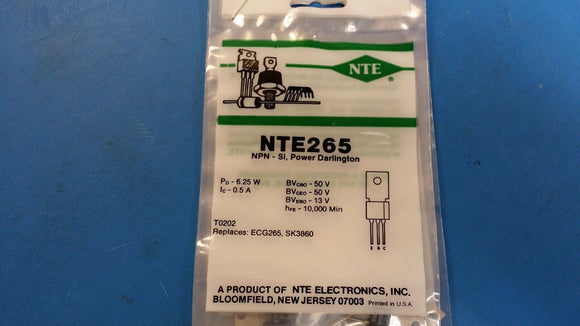 NTE
®
NTE265
NPN - Si, Power Darlington
PD - 6.25 W
IC - 0.5 A
BVCBO - 50 V
BVCEO - 50 V
BVEBO - 13 V
hFE - 10,000 Min
T0202
Replaces: ECG265, SK3860
E B C
A PRODUCT OF NTE ELECTRONICS, INC.
BLOOMFIELD, NEW JERSEY 07003 Printed in U.S.A.